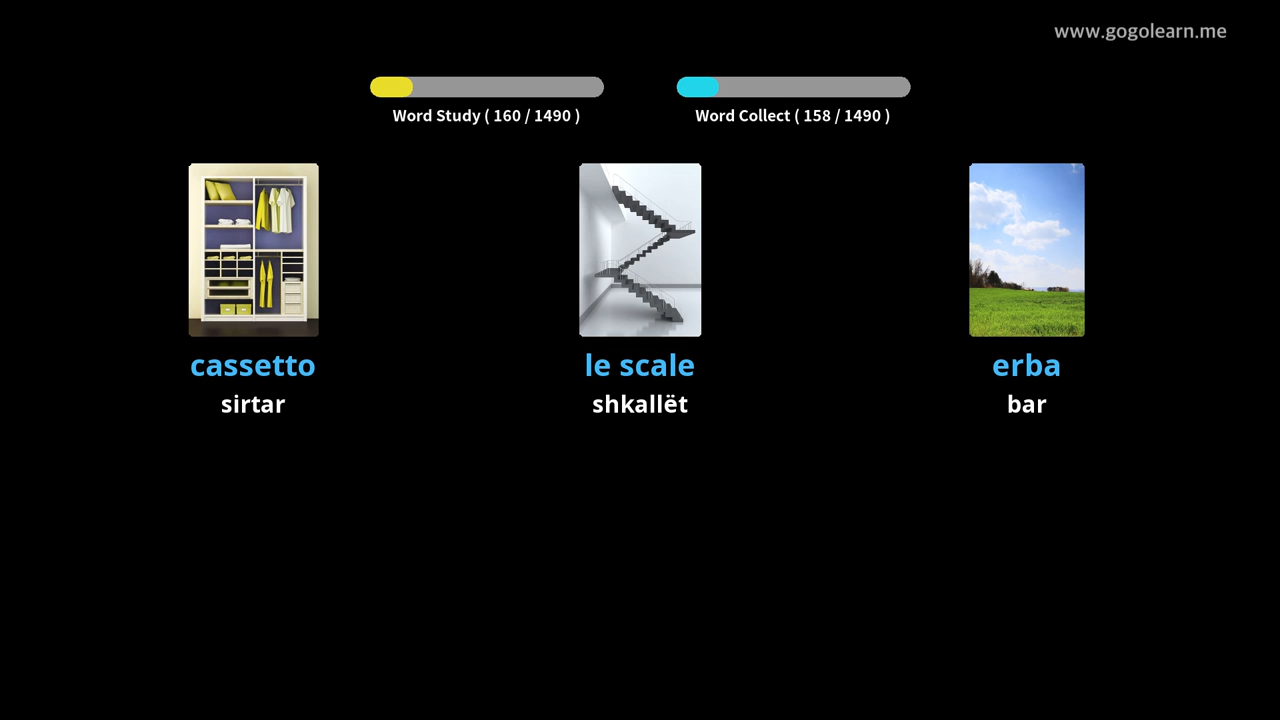 www.gogolearn.me
Word Study ( 160 / 1490 )
Word Collect ( 158 / 1490 )
cassetto
sirtar
le scale
shkallët
erba
bar